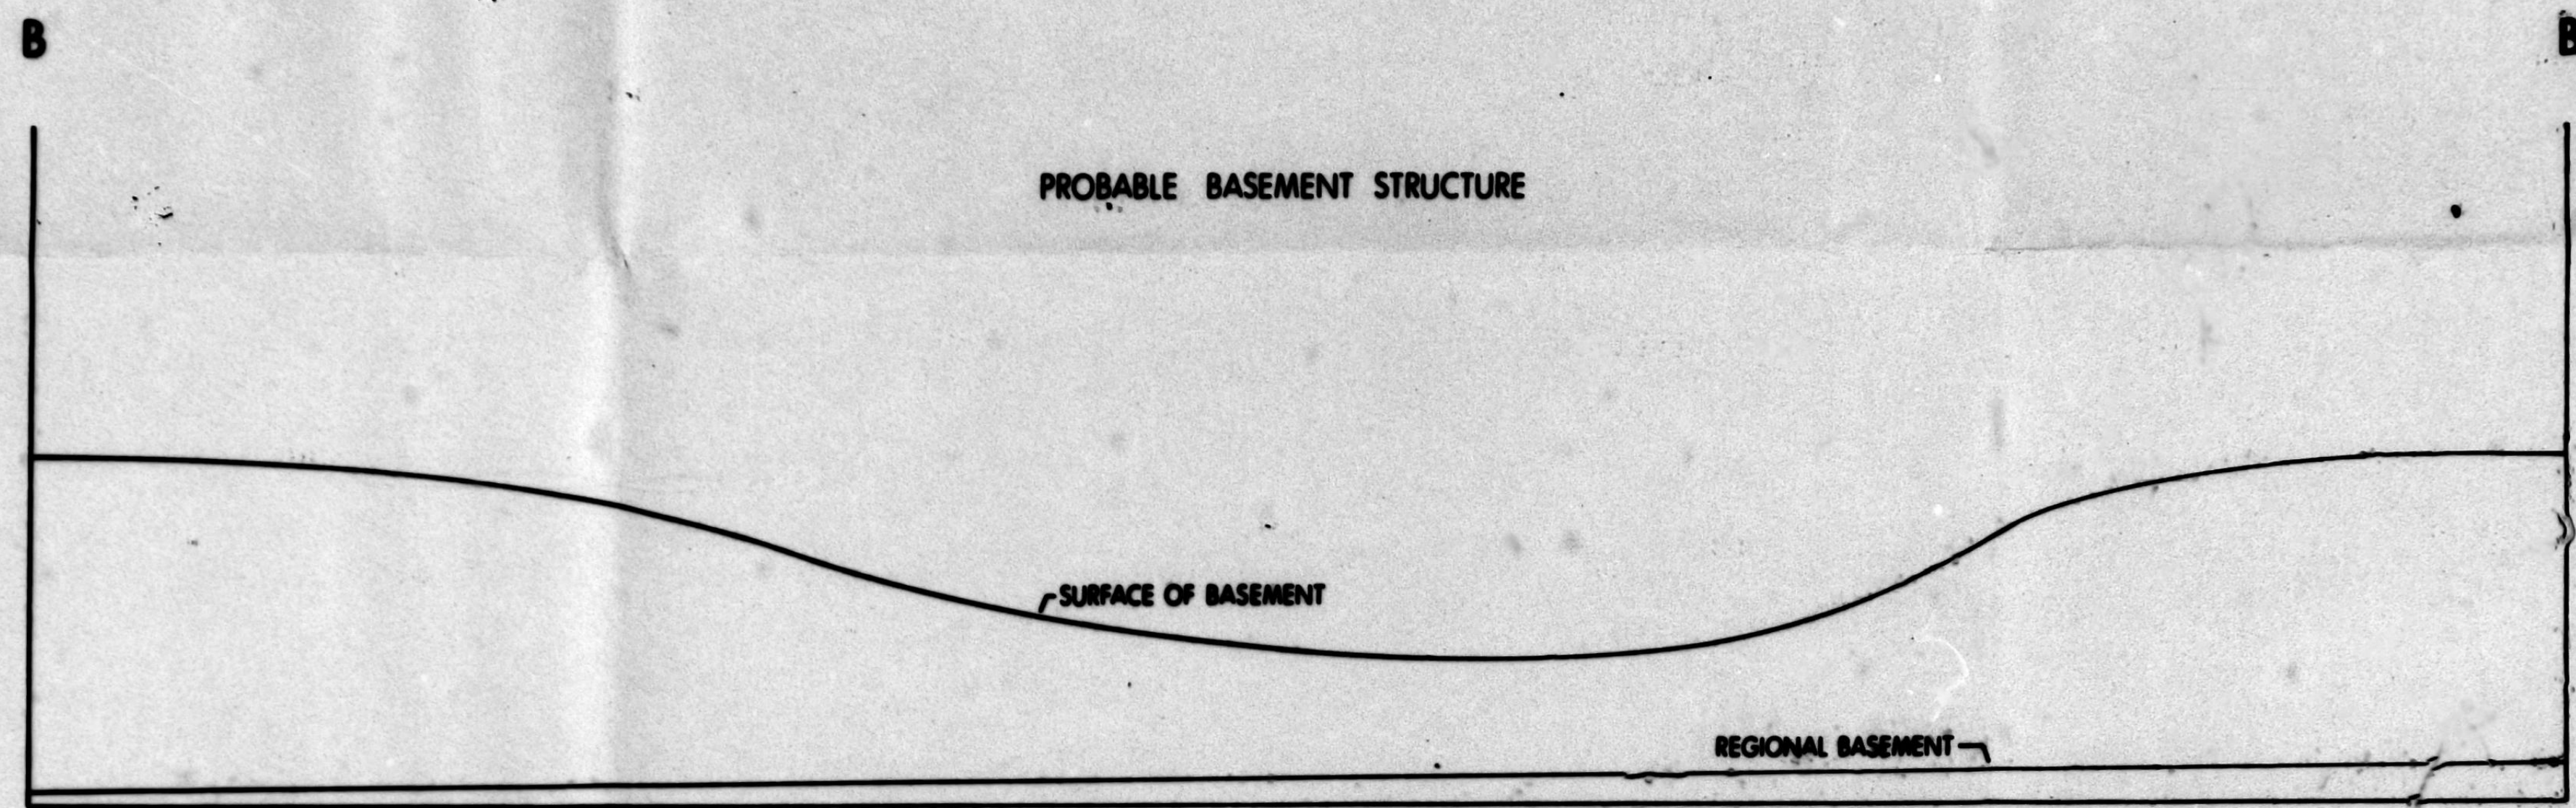 B B
PROBABLE BASEMENT STRUCTURE
SURFACE OF BASEMENT
REGIONAL BASEMENT